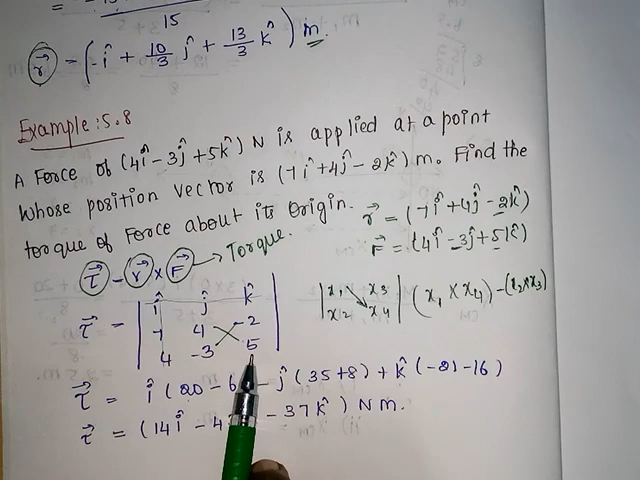 15
r⃗ = (-î + 10/3 ĵ + 13/3 k̂) m.
Example: 5.8
A Force of (4î - 3ĵ + 5k̂) N is applied at a point
whose position vector is (7î + 4ĵ - 2k̂) m. Find the
torque of Force about its origin.
r⃗ = (7î + 4ĵ - 2k̂)
F⃗ = (4î - 3ĵ + 5k̂)
τ⃗ - r⃗ × F⃗ → Torque.
î ĵ k̂
τ⃗ = 7 4 -2
4 -3 5
|x₁ x₃| (x₁ × x₄) - (x₂ × x₃)
|x₂ x₄|
τ⃗ = î (20 - 6) - ĵ (35 + 8) + k̂ (-21 - 16)
τ⃗ = (14î - 4 - 37k̂) N m.